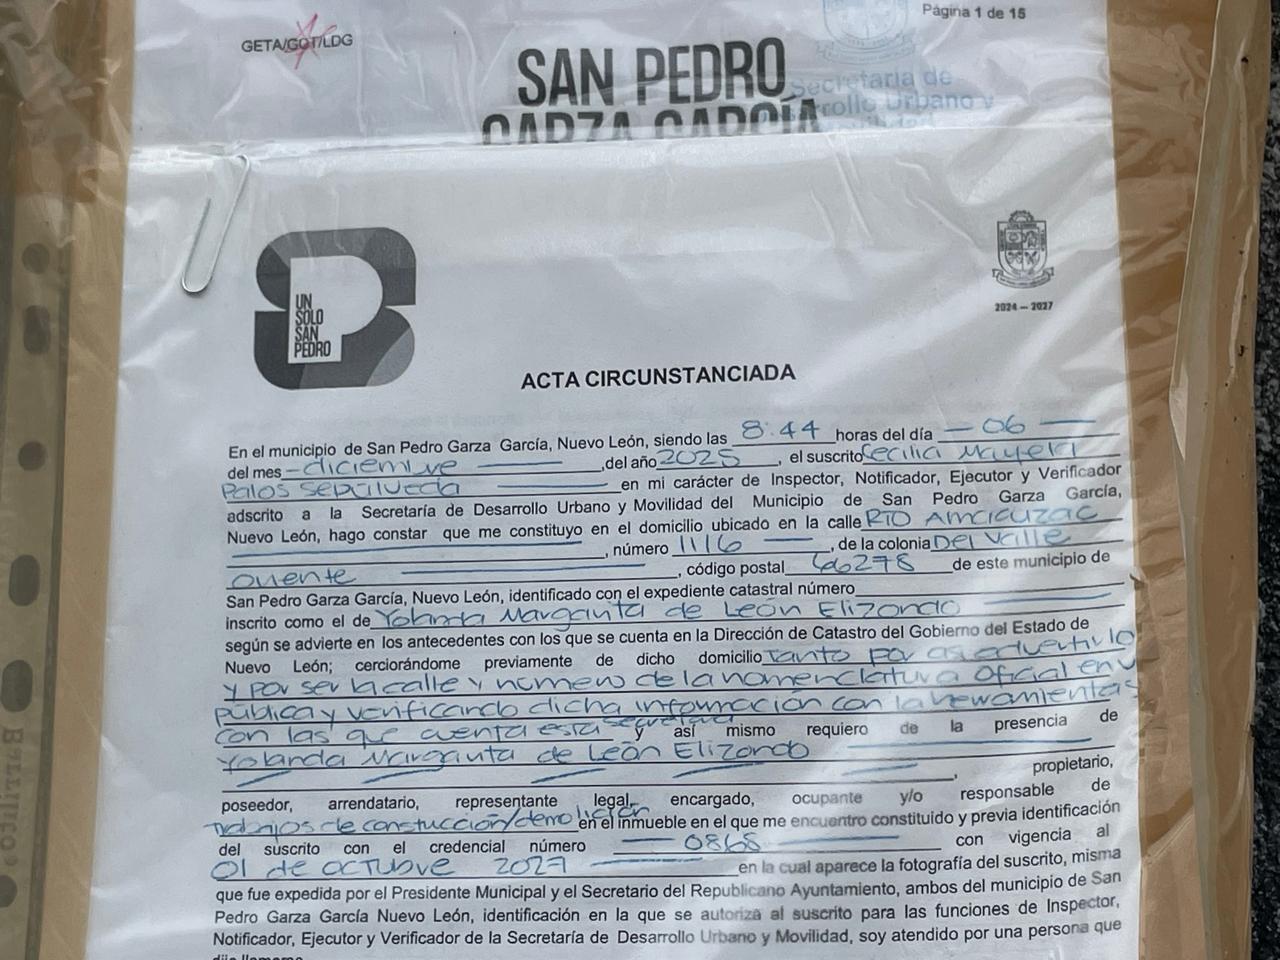 Página 1 de 15
GETA/GOT/LDG
SAN PEDRO
GARZA GARCÍA
Secretaría de
Urbano y
UN
SOLO
SAN
PEDRO
2024 – 2027
ACTA CIRCUNSTANCIADA
En el municipio de San Pedro Garza García, Nuevo León, siendo las 8:44 horas del día 06
del mes diciembre ,del año 2025 , el suscrito Cecilia Mayela
Palos Sepúlveda en mi carácter de Inspector, Notificador, Ejecutor y Verificador
adscrito a la Secretaría de Desarrollo Urbano y Movilidad del Municipio de San Pedro Garza García,
Nuevo León, hago constar que me constituyo en el domicilio ubicado en la calle RIO Amacuzac
, número 1116 , de la colonia Del Valle
oriente , código postal 66278 de este municipio de
San Pedro Garza García, Nuevo León, identificado con el expediente catastral número
inscrito como el de Yolanda Margarita de León Elizondo
según se advierte en los antecedentes con los que se cuenta en la Dirección de Catastro del Gobierno del Estado de
Nuevo León; cerciorándome previamente de dicho domicilio tanto por así advertirlo
y por ser la calle y numero de la nomenclatura oficial en v
pública y verificando dicha información con la herramientas
con las que cuenta esta secretaría y así mismo requiero de la presencia de
Yolanda Margarita de León Elizondo
, propietario,
poseedor, arrendatario, representante legal, encargado, ocupante y/o responsable de
trabajos de construcción/demolición en el inmueble en el que me encuentro constituido y previa identificación
del suscrito con el credencial número 0868 con vigencia al
01 de octubre 2027 en la cual aparece la fotografía del suscrito, misma
que fue expedida por el Presidente Municipal y el Secretario del Republicano Ayuntamiento, ambos del municipio de San
Pedro Garza García Nuevo León, identificación en la que se autoriza al suscrito para las funciones de Inspector,
Notificador, Ejecutor y Verificador de la Secretaría de Desarrollo Urbano y Movilidad, soy atendido por una persona que